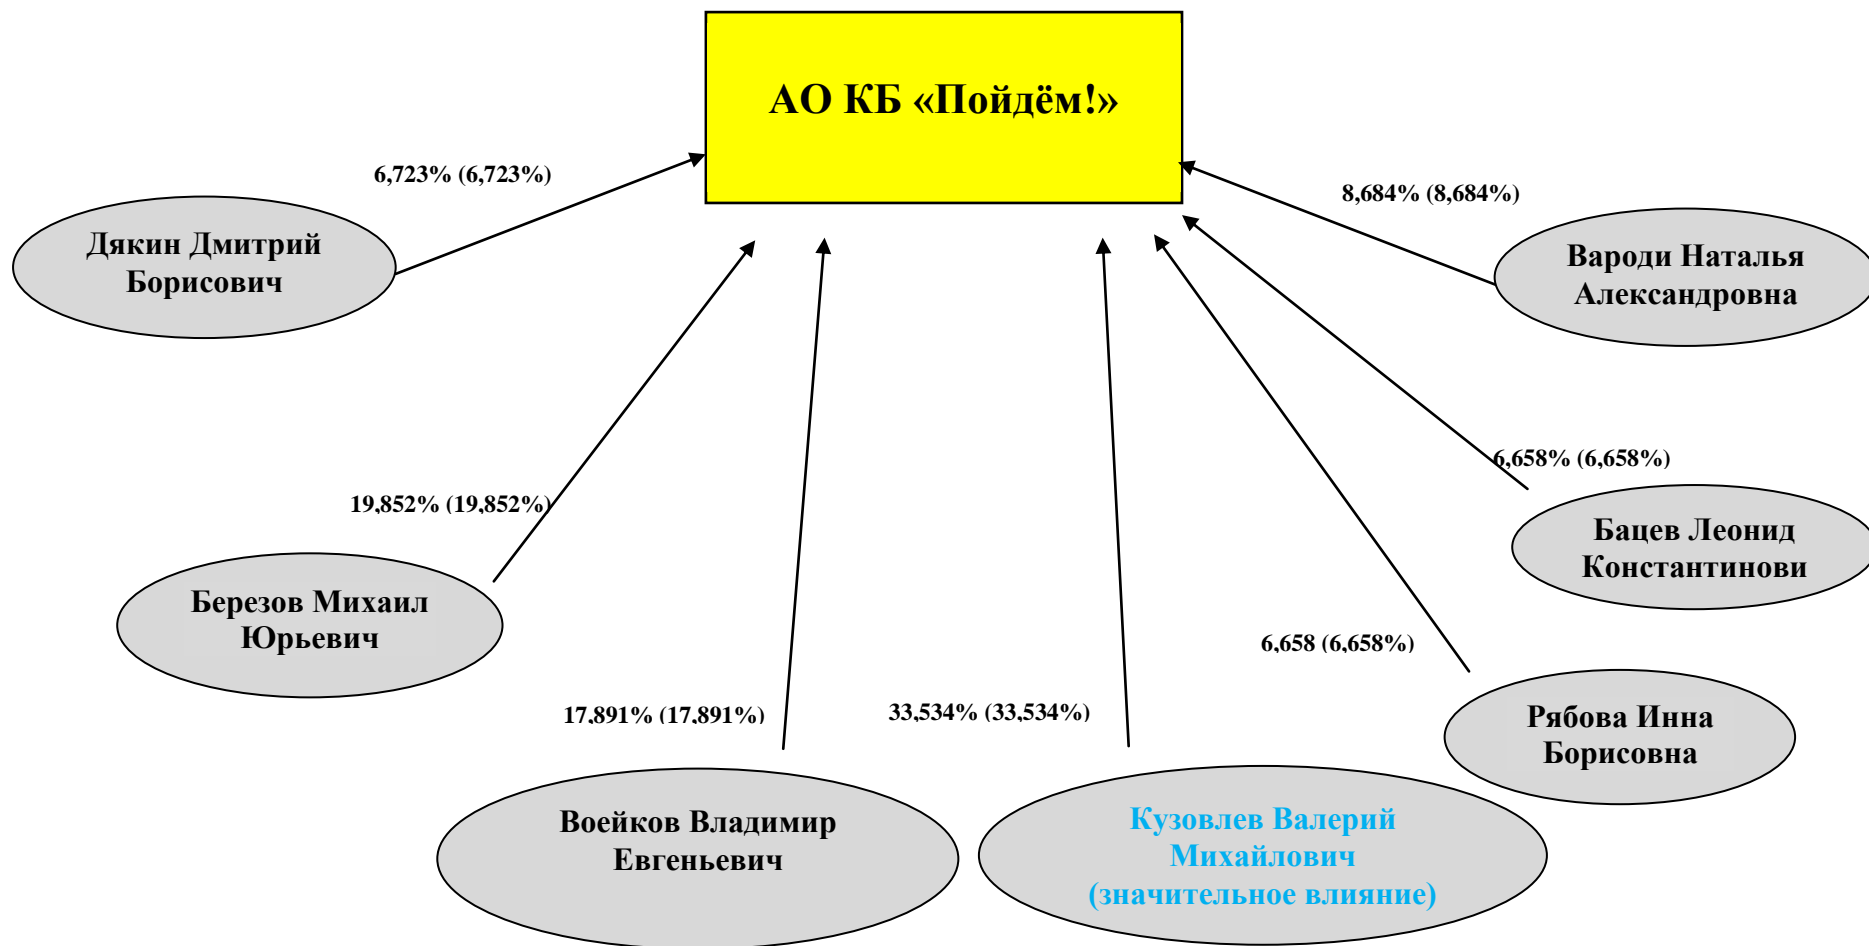 АО КБ «Пойдём!»
6,723% (6,723%)
8,684% (8,684%)
Дякин Дмитрий
Борисович
Вароди Наталья
Александровна
19,852% (19,852%)
6,658% (6,658%)
Бацев Леонид
Константинови
Березов Михаил
Юрьевич
6,658 (6,658%)
17,891% (17,891%)
33,534% (33,534%)
Рябова Инна
Борисовна
Воейков Владимир
Евгеньевич
Кузовлев Валерий
Михайлович
(значительное влияние)